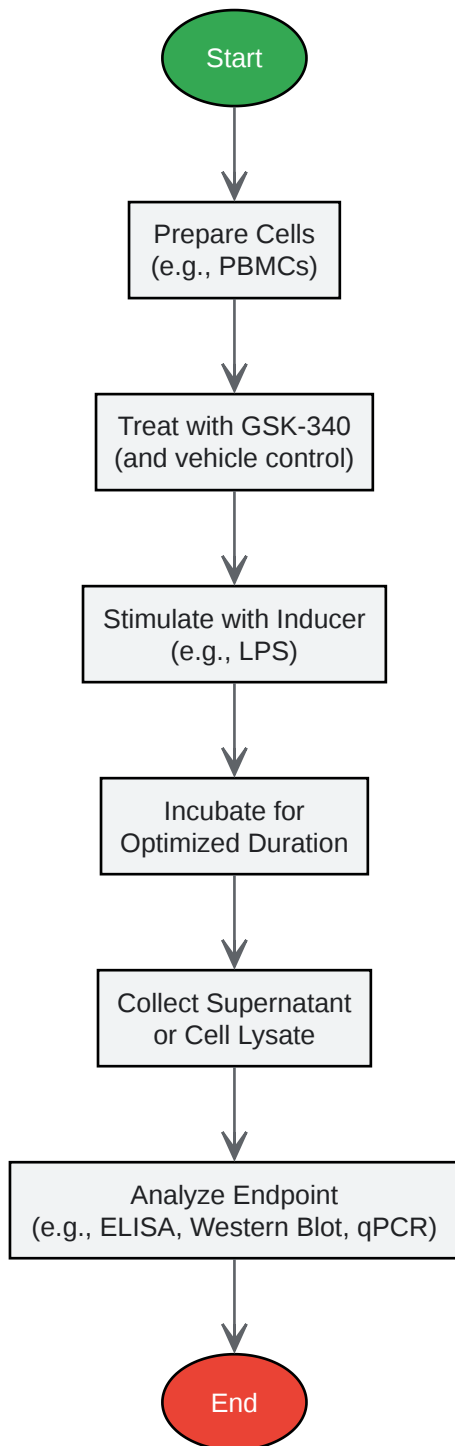 Start
Prepare Cells
(e.g., PBMCs)
Treat with GSK-340
(and vehicle control)
Stimulate with Inducer
(e.g., LPS)
Incubate for
Optimized Duration
Collect Supernatant
or Cell Lysate
Analyze Endpoint
(e.g., ELISA, Western Blot, qPCR)
End